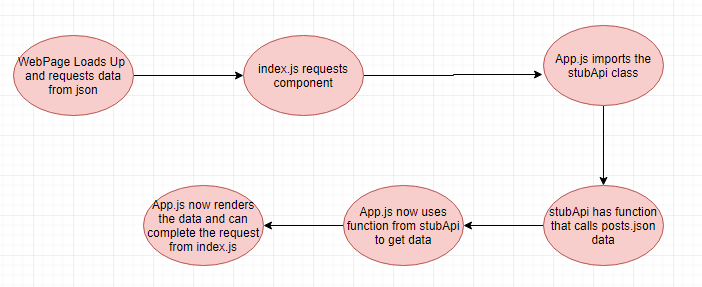 WebPage Loads Up
and requests data
from json
index.js requests
component
App.js imports the
stubApi class
stubApi has function
that calls posts.json
data
App.js now uses
function from stubApi
to get data
App.js now renders
the data and can
complete the request
from index.js